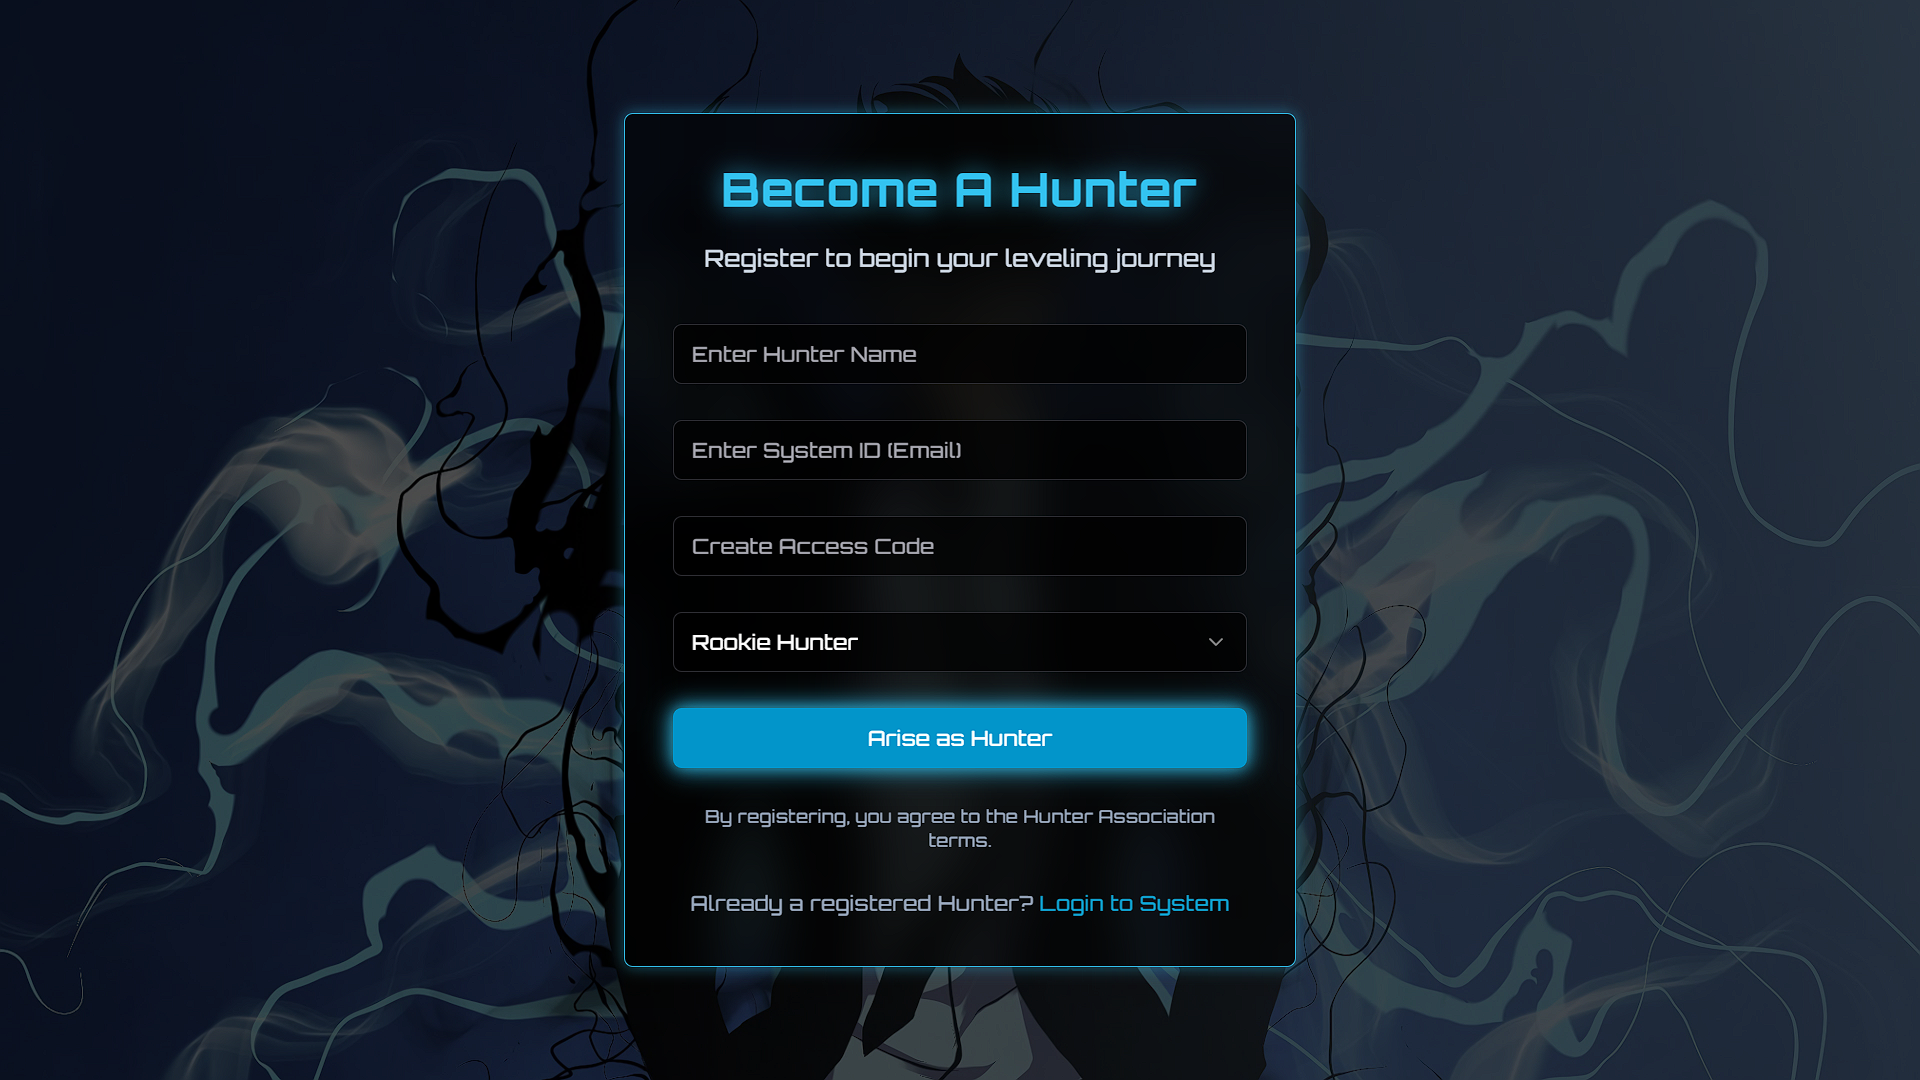 Become A Hunter
Register to begin your leveling journey
Enter Hunter Name
Enter System ID (Email)
Create Access Code
Rookie Hunter
Arise as Hunter
By registering, you agree to the Hunter Association
terms.
Already a registered Hunter? Login to System